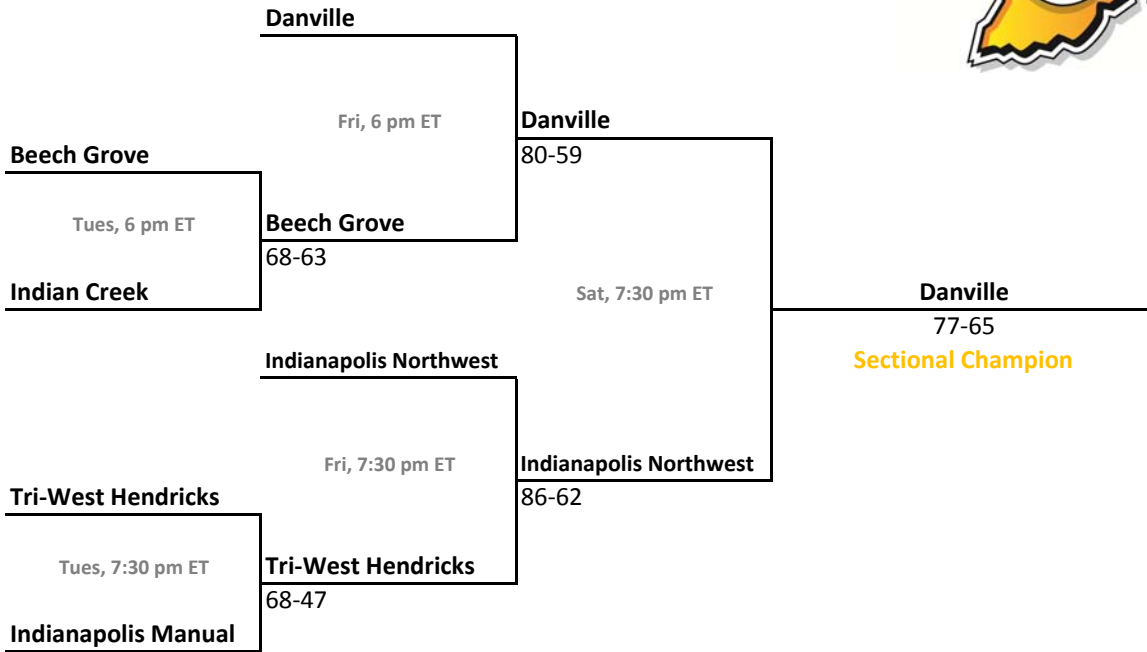 Danville
Fri, 6 pm ET
Danville
Beech Grove
80-59
Tues, 6 pm ET
Beech Grove
68-63
Indian Creek
Sat, 7:30 pm ET
Danville
77-65
Indianapolis Northwest
Sectional Champion
Fri, 7:30 pm ET
Indianapolis Northwest
Tri-West Hendricks
86-62
Tues, 7:30 pm ET
Tri-West Hendricks
68-47
Indianapolis Manual